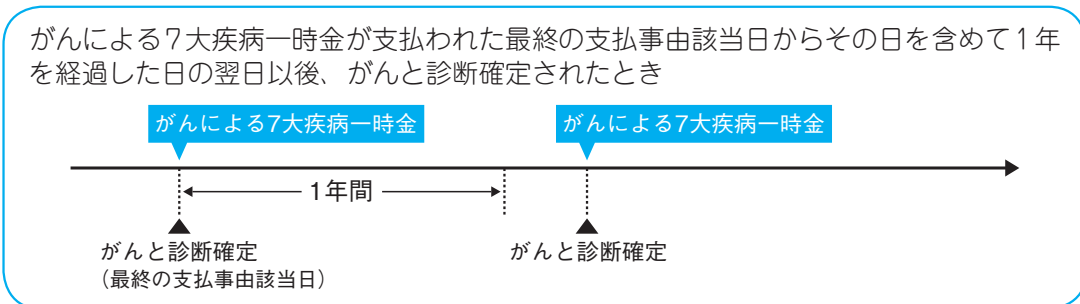 がんによる7大疾病一時金が支払われた最終の支払事由該当日からその日を含めて1年
を経過した日の翌日以後、がんと診断確定されたとき
がんによる7大疾病一時金
がんによる7大疾病一時金
1年間
がんと診断確定
（最終の支払事由該当日）
がんと診断確定